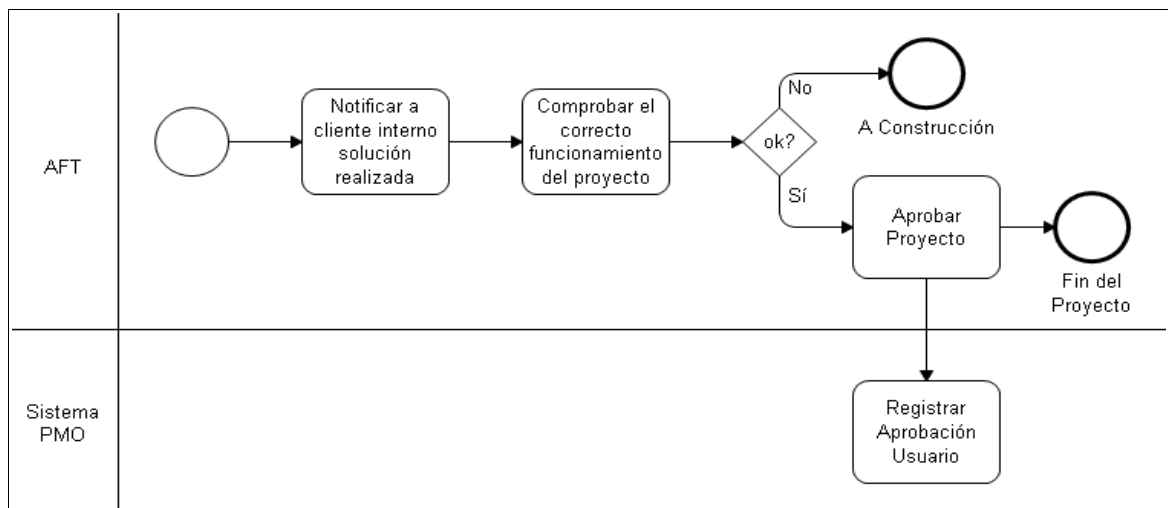 AFT
Notificar a
cliente interno
solución
realizada
Comprobar el
correcto
funcionamiento
del proyecto
ok?
No
A Construcción
Sí
Aprobar
Proyecto
Fin del
Proyecto
Sistema
PMO
Registrar
Aprobación
Usuario